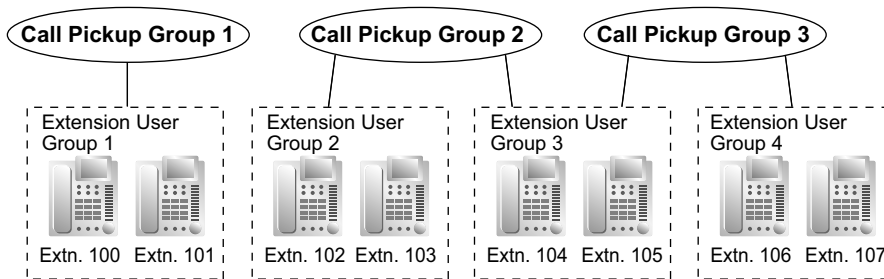 Call Pickup Group 1
Call Pickup Group 2
Call Pickup Group 3
Extension User
Group 1
Extn. 100 Extn. 101
Extension User
Group 2
Extn. 102 Extn. 103
Extension User
Group 3
Extn. 104 Extn. 105
Extension User
Group 4
Extn. 106 Extn. 107